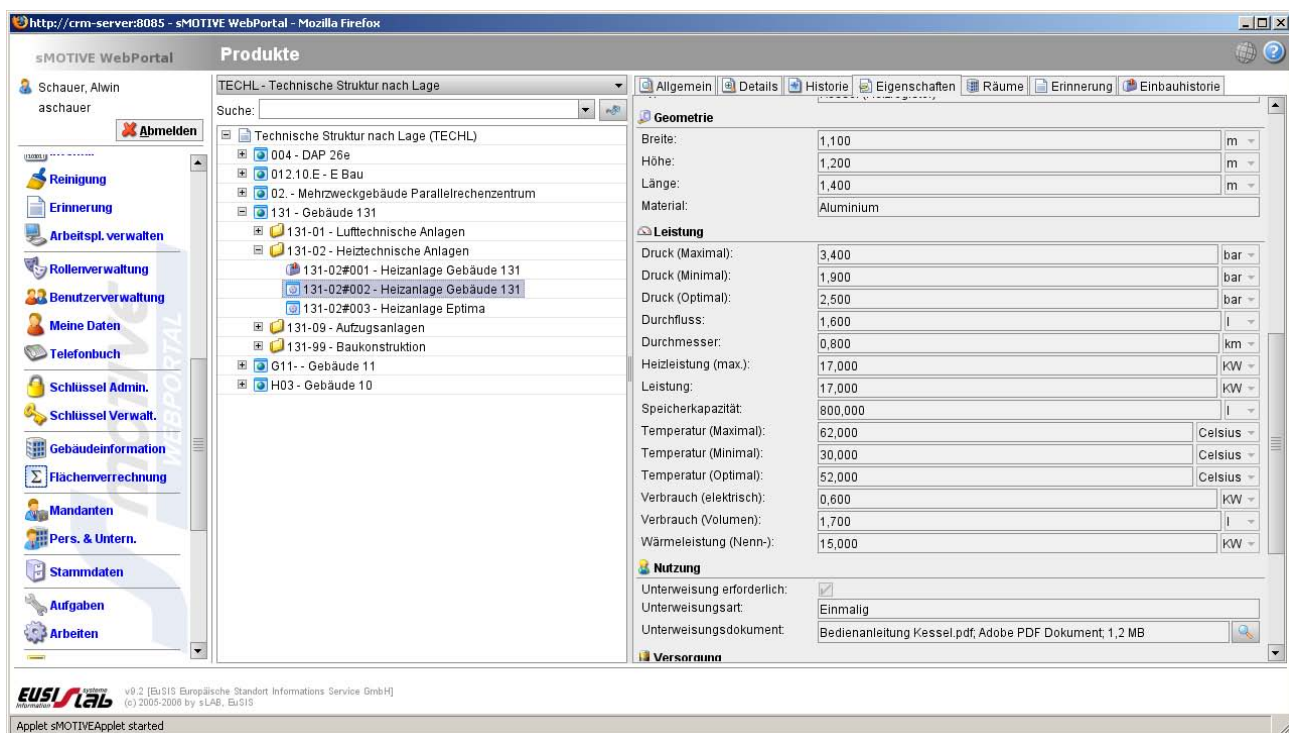 http://crm-server:8085 - sMOTIVE WebPortal - Mozilla Firefox
sMOTIVE WebPortal
Produkte
Schauer, Alwin
aschauer
Abmelden
Reinigung
Erinnerung
Arbeitspl. verwalten
Rollenverwaltung
Benutzerverwaltung
Meine Daten
Telefonbuch
Schlüssel Admin.
Schlüssel Verwalt.
Gebäudeinformation
Flächenverrechnung
Mandanten
Pers. & Untern.
Stammdaten
Aufgaben
Arbeiten
TECHL - Technische Struktur nach Lage
Suche:
Technische Struktur nach Lage (TECHL)
004 - DAP 26e
012.10.E - E Bau
02. - Mehrzweckgebäude Parallelrechenzentrum
131 - Gebäude 131
131-01 - Lufttechnische Anlagen
131-02 - Heiztechnische Anlagen
131-02#001 - Heizanlage Gebäude 131
131-02#002 - Heizanlage Gebäude 131
131-02#003 - Heizanlage Eptima
131-09 - Aufzugsanlagen
131-99 - Baukonstruktion
G11- - Gebäude 11
H03 - Gebäude 10
Allgemein Details Historie Eigenschaften Räume Erinnerung Einbauhistorie
Geometrie
Breite: 1,100 m
Höhe: 1,200 m
Länge: 1,400 m
Material: Aluminium
Leistung
Druck (Maximal): 3,400 bar
Druck (Minimal): 1,900 bar
Druck (Optimal): 2,500 bar
Durchfluss: 1,600 l
Durchmesser: 0,800 km
Heizleistung (max.): 17,000 KW
Leistung: 17,000 KW
Speicherkapazität: 800,000 l
Temperatur (Maximal): 62,000 Celsius
Temperatur (Minimal): 30,000 Celsius
Temperatur (Optimal): 52,000 Celsius
Verbrauch (elektrisch): 0,600 KW
Verbrauch (Volumen): 1,700 l
Wärmeleistung (Nenn-): 15,000 KW
Nutzung
Unterweisung erforderlich:
Unterweisungsart: Einmalig
Unterweisungsdokument: Bedienanleitung Kessel.pdf; Adobe PDF Dokument; 1,2 MB
Versorgung
v9.2 [EuSIS Europäische Standort Informations Service GmbH]
(c) 2005-2006 by sLAB, EuSIS
Applet sMOTIVEApplet started